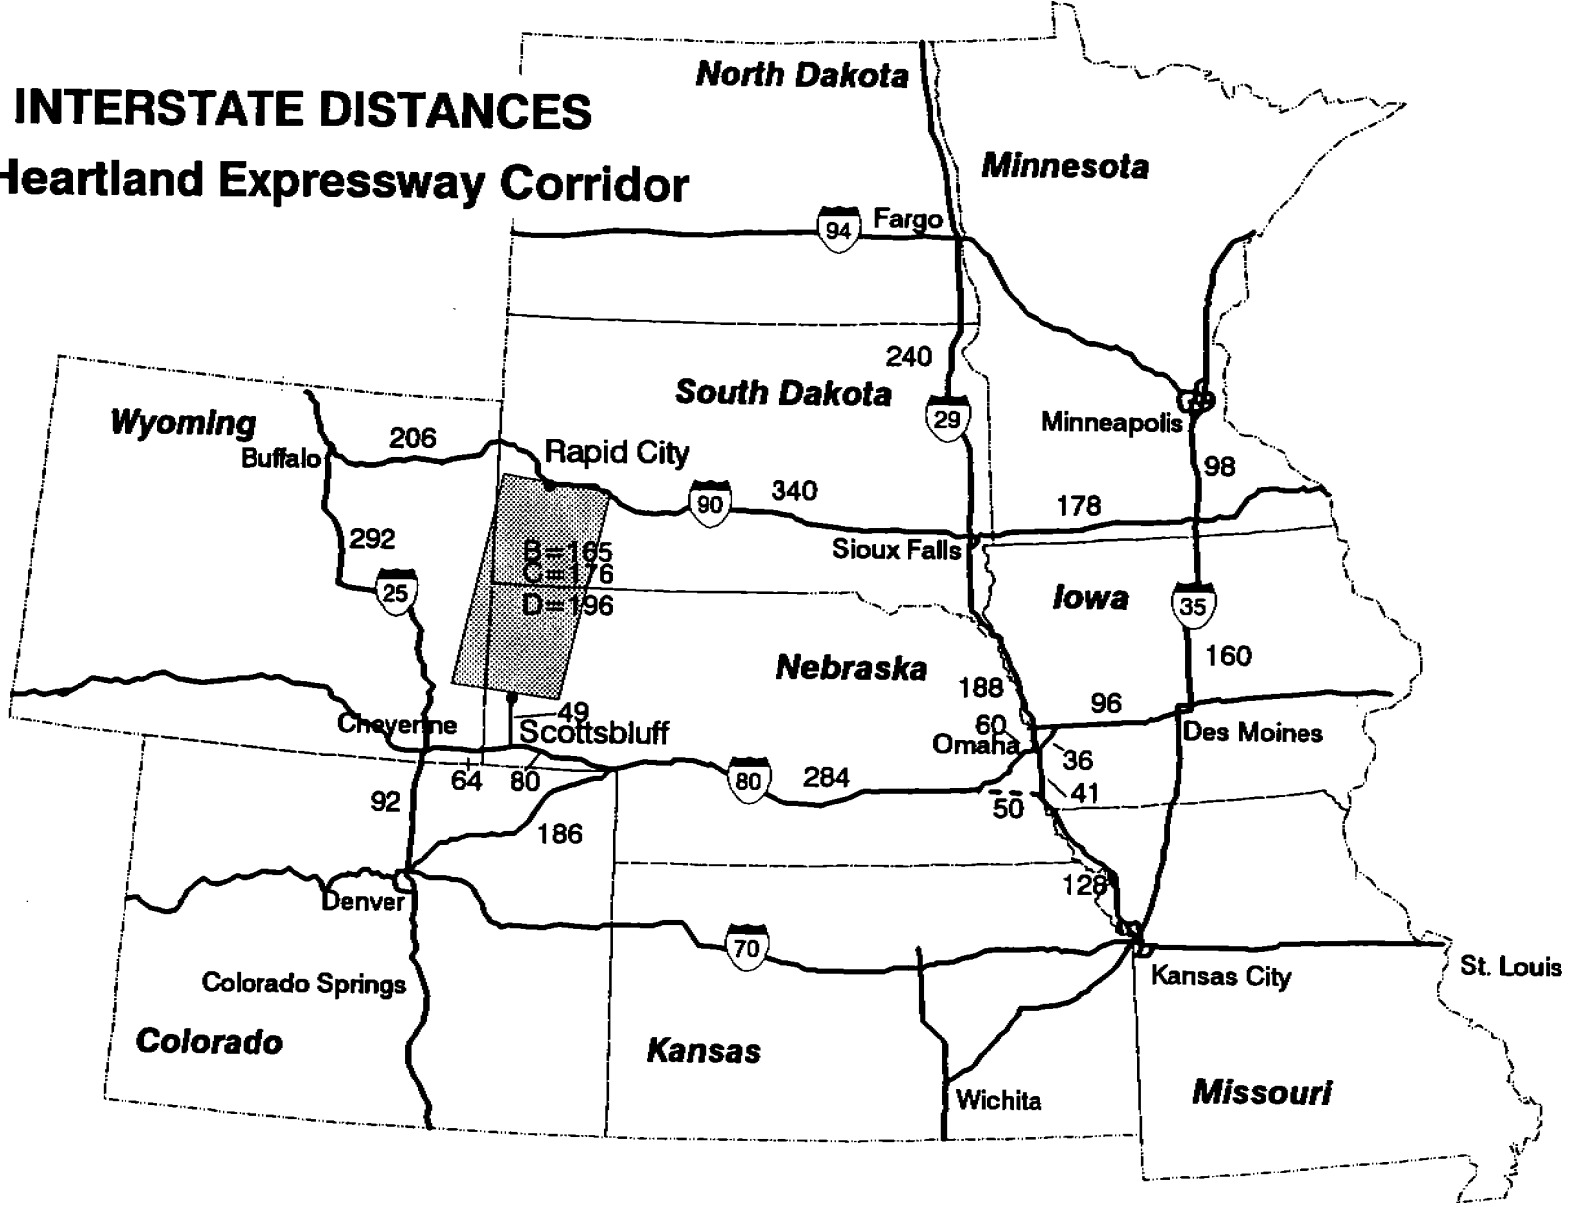 North Dakota
INTERSTATE DISTANCES
Minnesota
Heartland Expressway Corridor
94
Fargo
240
South Dakota
29
Wyoming
Minneapolis
206
Rapid City
Buffalo
98
90
340
178
292
Sioux Falls
B=165
C=176
25
D=196
Iowa
35
160
Nebraska
188
96
49
Cheyenne
60
Scottsbluff
Des Moines
Omaha
36
64
80
80
284
41
92
50
186
128
Denver
70
Kansas City
St. Louis
Colorado Springs
Colorado
Kansas
Wichita
Missouri